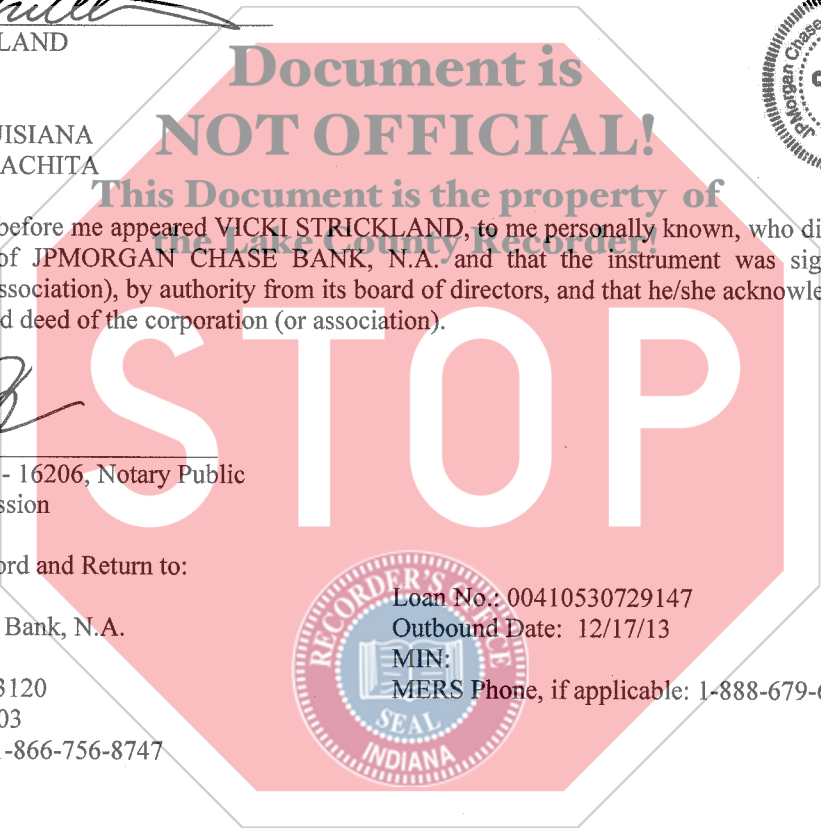 LAND
Document is
NOT OFFICIAL!
This Document is the property of
the Lake County Recorder!
JPMorgan Chase
UISIANA
ACHITA
before me appeared VICKI STRICKLAND, to me personally known, who di
of JPMORGAN CHASE BANK, N.A. and that the instrument was sig
ssociation), by authority from its board of directors, and that he/she acknowle
d deed of the corporation (or association).
STOP
- 16206, Notary Public
ssion
ord and Return to:
Bank, N.A.
3120
03
1-866-756-8747
Loan No.: 00410530729147
Outbound Date: 12/17/13
MIN:
MERS Phone, if applicable: 1-888-679-6
RECORDER'S OFFICE
SEAL
INDIANA